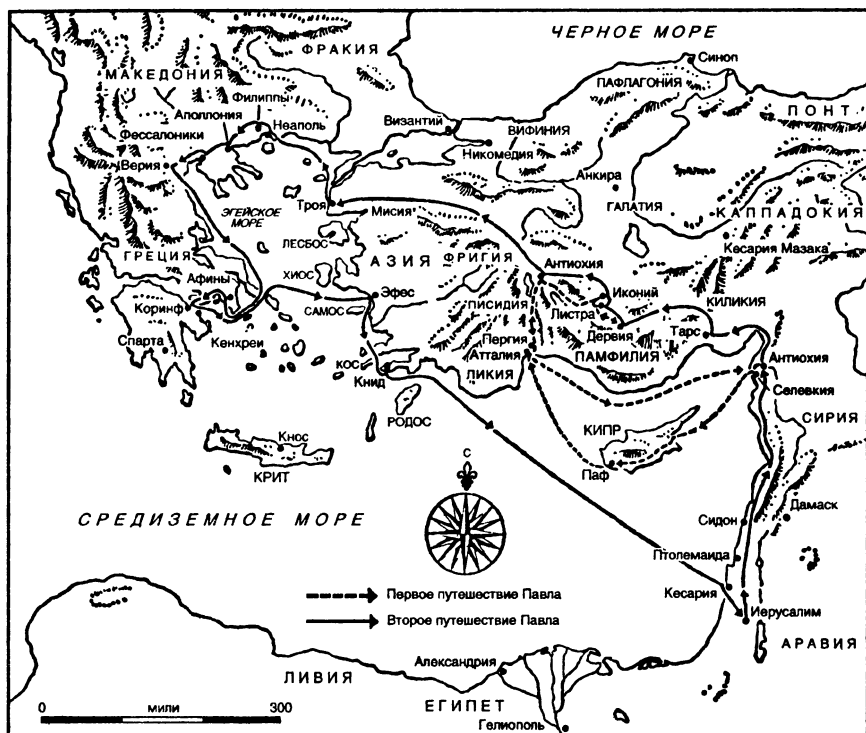 ЧЕРНОЕ МОРЕ
ФРАКИЯ
Синоп
МАКЕДОНИЯ
ПАФЛАГОНИЯ
Филиппы
ПОНТ
Аполлония
Неаполь
Византий
Фессалоники
ВИФИНИЯ
Верия
Никомедия
Анкира
Троя
Мисия
ГАЛАТИЯ
ЭГЕЙСКОЕ
МОРЕ
КАППАДОКИЯ
ЛЕСБОС
Кесария Мазака
ГРЕЦИЯ
АЗИЯ
ФРИГИЯ
Антиохия
ХИОС
Афины
Эфес
Иконий
КИЛИКИЯ
Коринф
САМОС
ПИСИДИЯ
Листра
Дервия
Тарс
Спарта
Кенхреи
Пергия
Атталия
ПАМФИЛИЯ
Антиохия
КОС
Книд
ЛИКИЯ
Селевкия
РОДОС
КИПР
СИРИЯ
Кнос
Паф
КРИТ
С
Дамаск
СРЕДИЗЕМНОЕ МОРЕ
Сидон
Птолемаида
Первое путешествие Павла
Кесария
Второе путешествие Павла
Иерусалим
АРАВИЯ
Александрия
ЛИВИЯ
ЕГИПЕТ
0 МИЛИ 300
Гелиополь